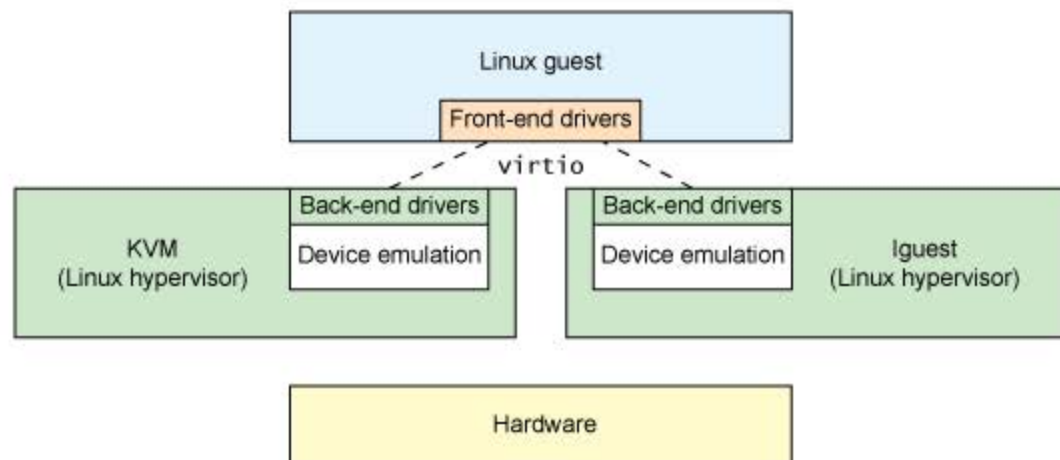 Linux guest
Front-end drivers
virtio
Back-end drivers
Back-end drivers
KVM
(Linux hypervisor)
Device emulation
Device emulation
lguest
(Linux hypervisor)
Hardware